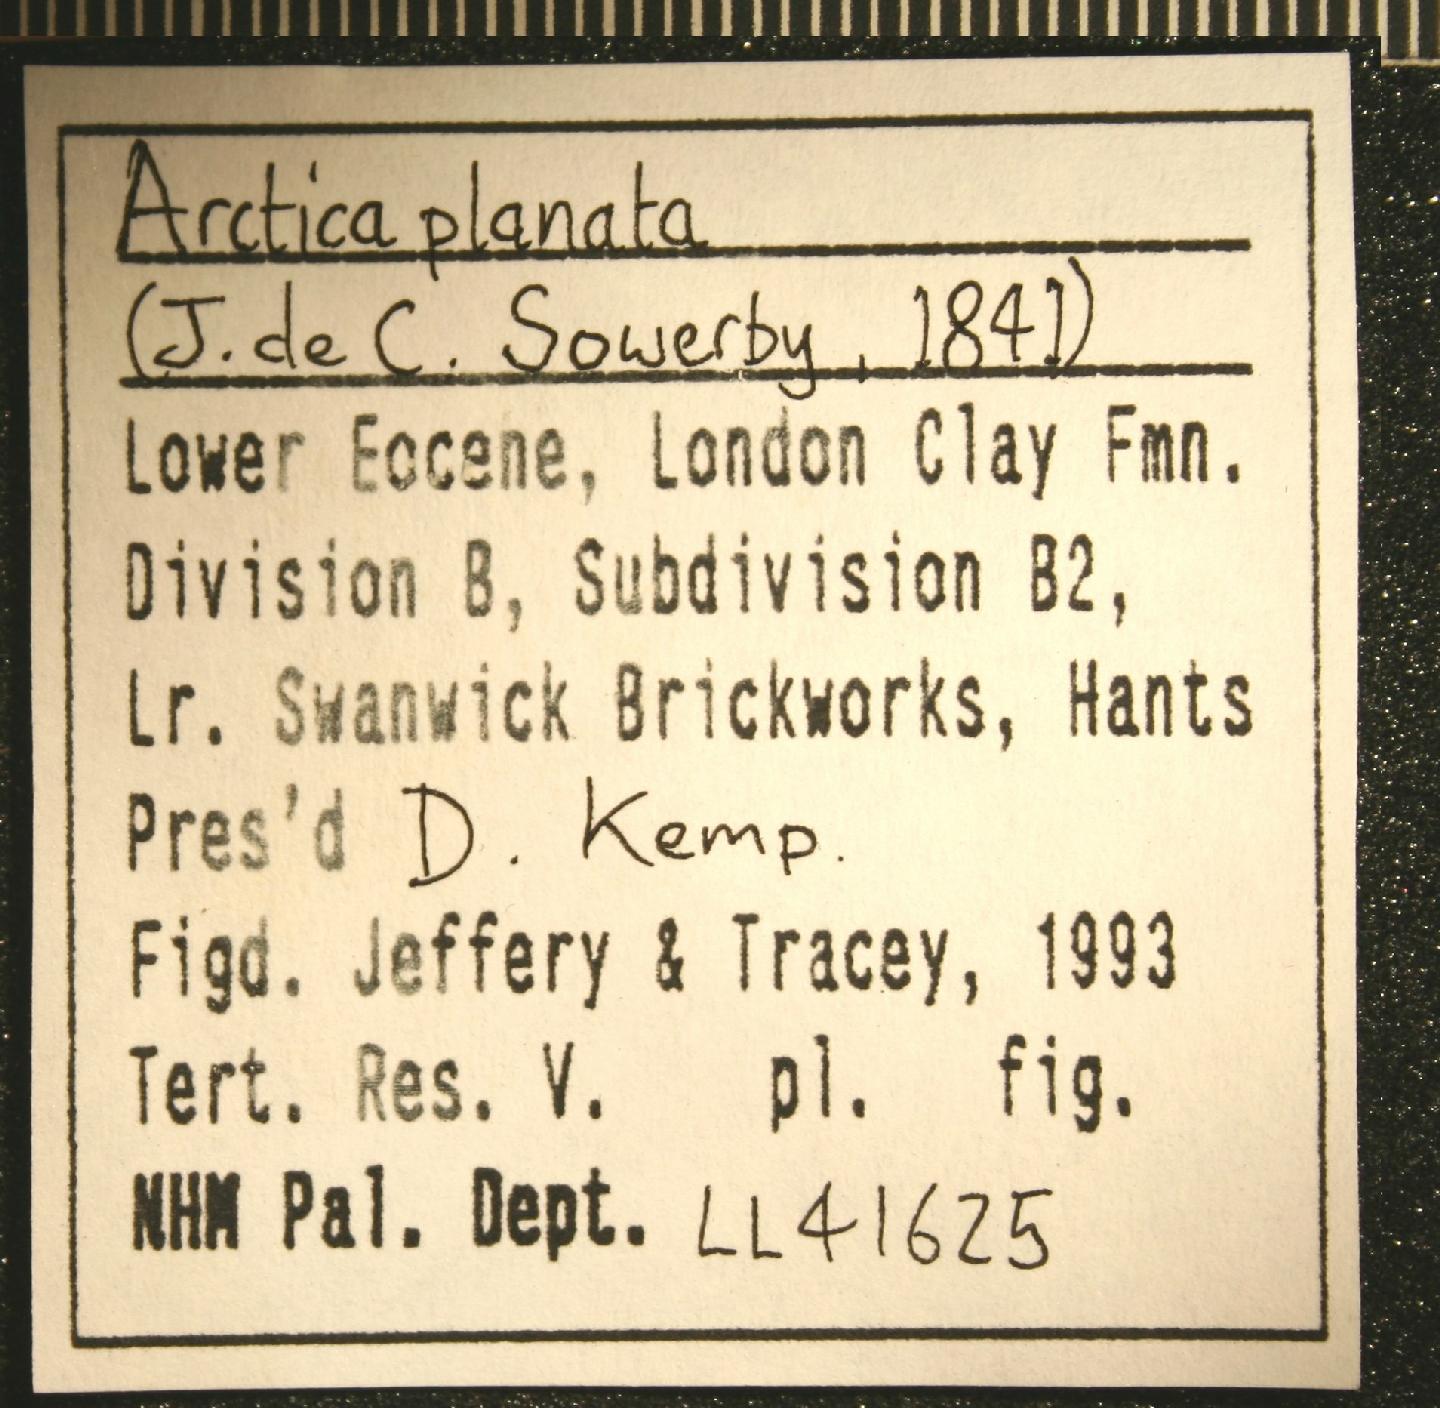 Arctica planata
(J. de C. Sowerby, 1841)
Lower Eocene, London Clay Fmn.
Division B, Subdivision B2,
Lr. Swanwick Brickworks, Hants
Pres'd D. Kemp.
Figd. Jeffery & Tracey, 1993
Tert. Res. V. pl. fig.
NHM Pal. Dept. LL41625